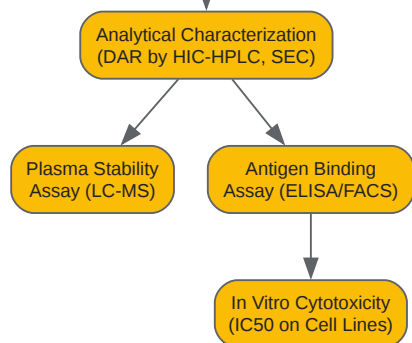 Analytical Characterization
(DAR by HIC-HPLC, SEC)
Plasma Stability
Assay (LC-MS)
Antigen Binding
Assay (ELISA/FACS)
In Vitro Cytotoxicity
(IC50 on Cell Lines)